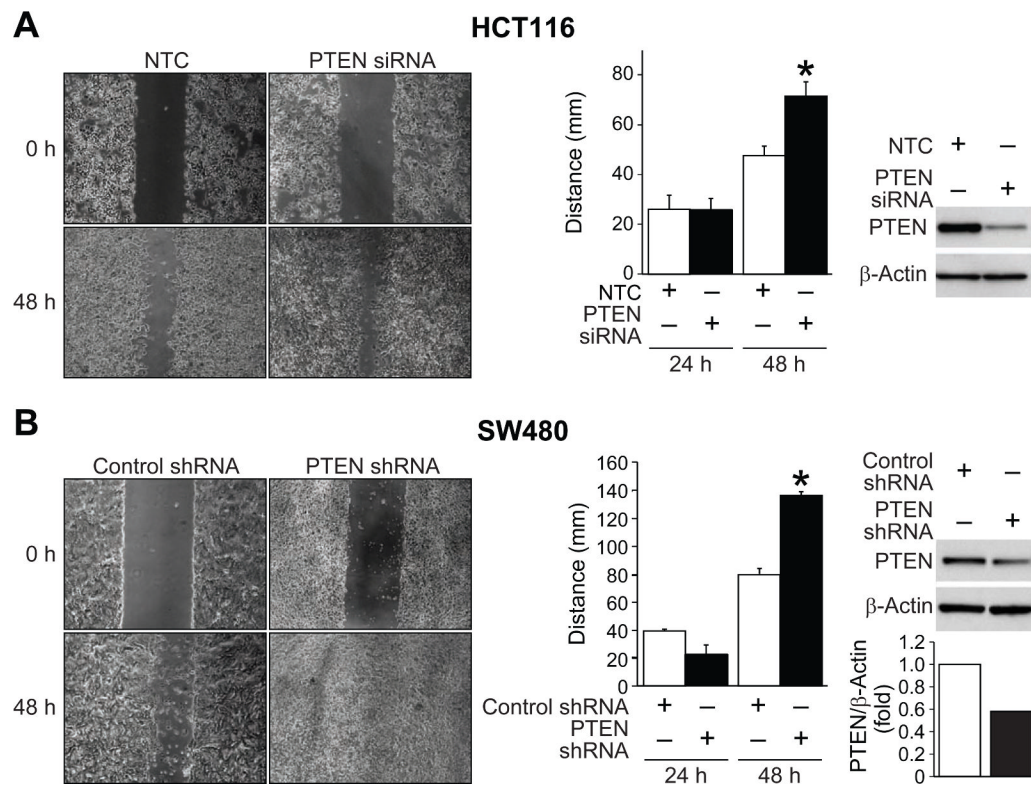 A
HCT116
NTC
PTEN siRNA
0 h
48 h
Distance (mm)
80
60
40
20
0
*
NTC
+
–
+
–
PTEN
siRNA
–
+
–
+
24 h
48 h
NTC
+
–
PTEN
siRNA
–
+
PTEN
β-Actin
B
SW480
Control shRNA
PTEN shRNA
0 h
48 h
Distance (mm)
160
140
120
100
80
60
40
20
0
*
Control shRNA
+
–
+
–
PTEN
shRNA
–
+
–
+
24 h
48 h
Control
shRNA
+
–
PTEN
shRNA
–
+
PTEN
β-Actin
PTEN/β-Actin
(fold)
1.2
1.0
0.8
0.6
0.4
0.2
0